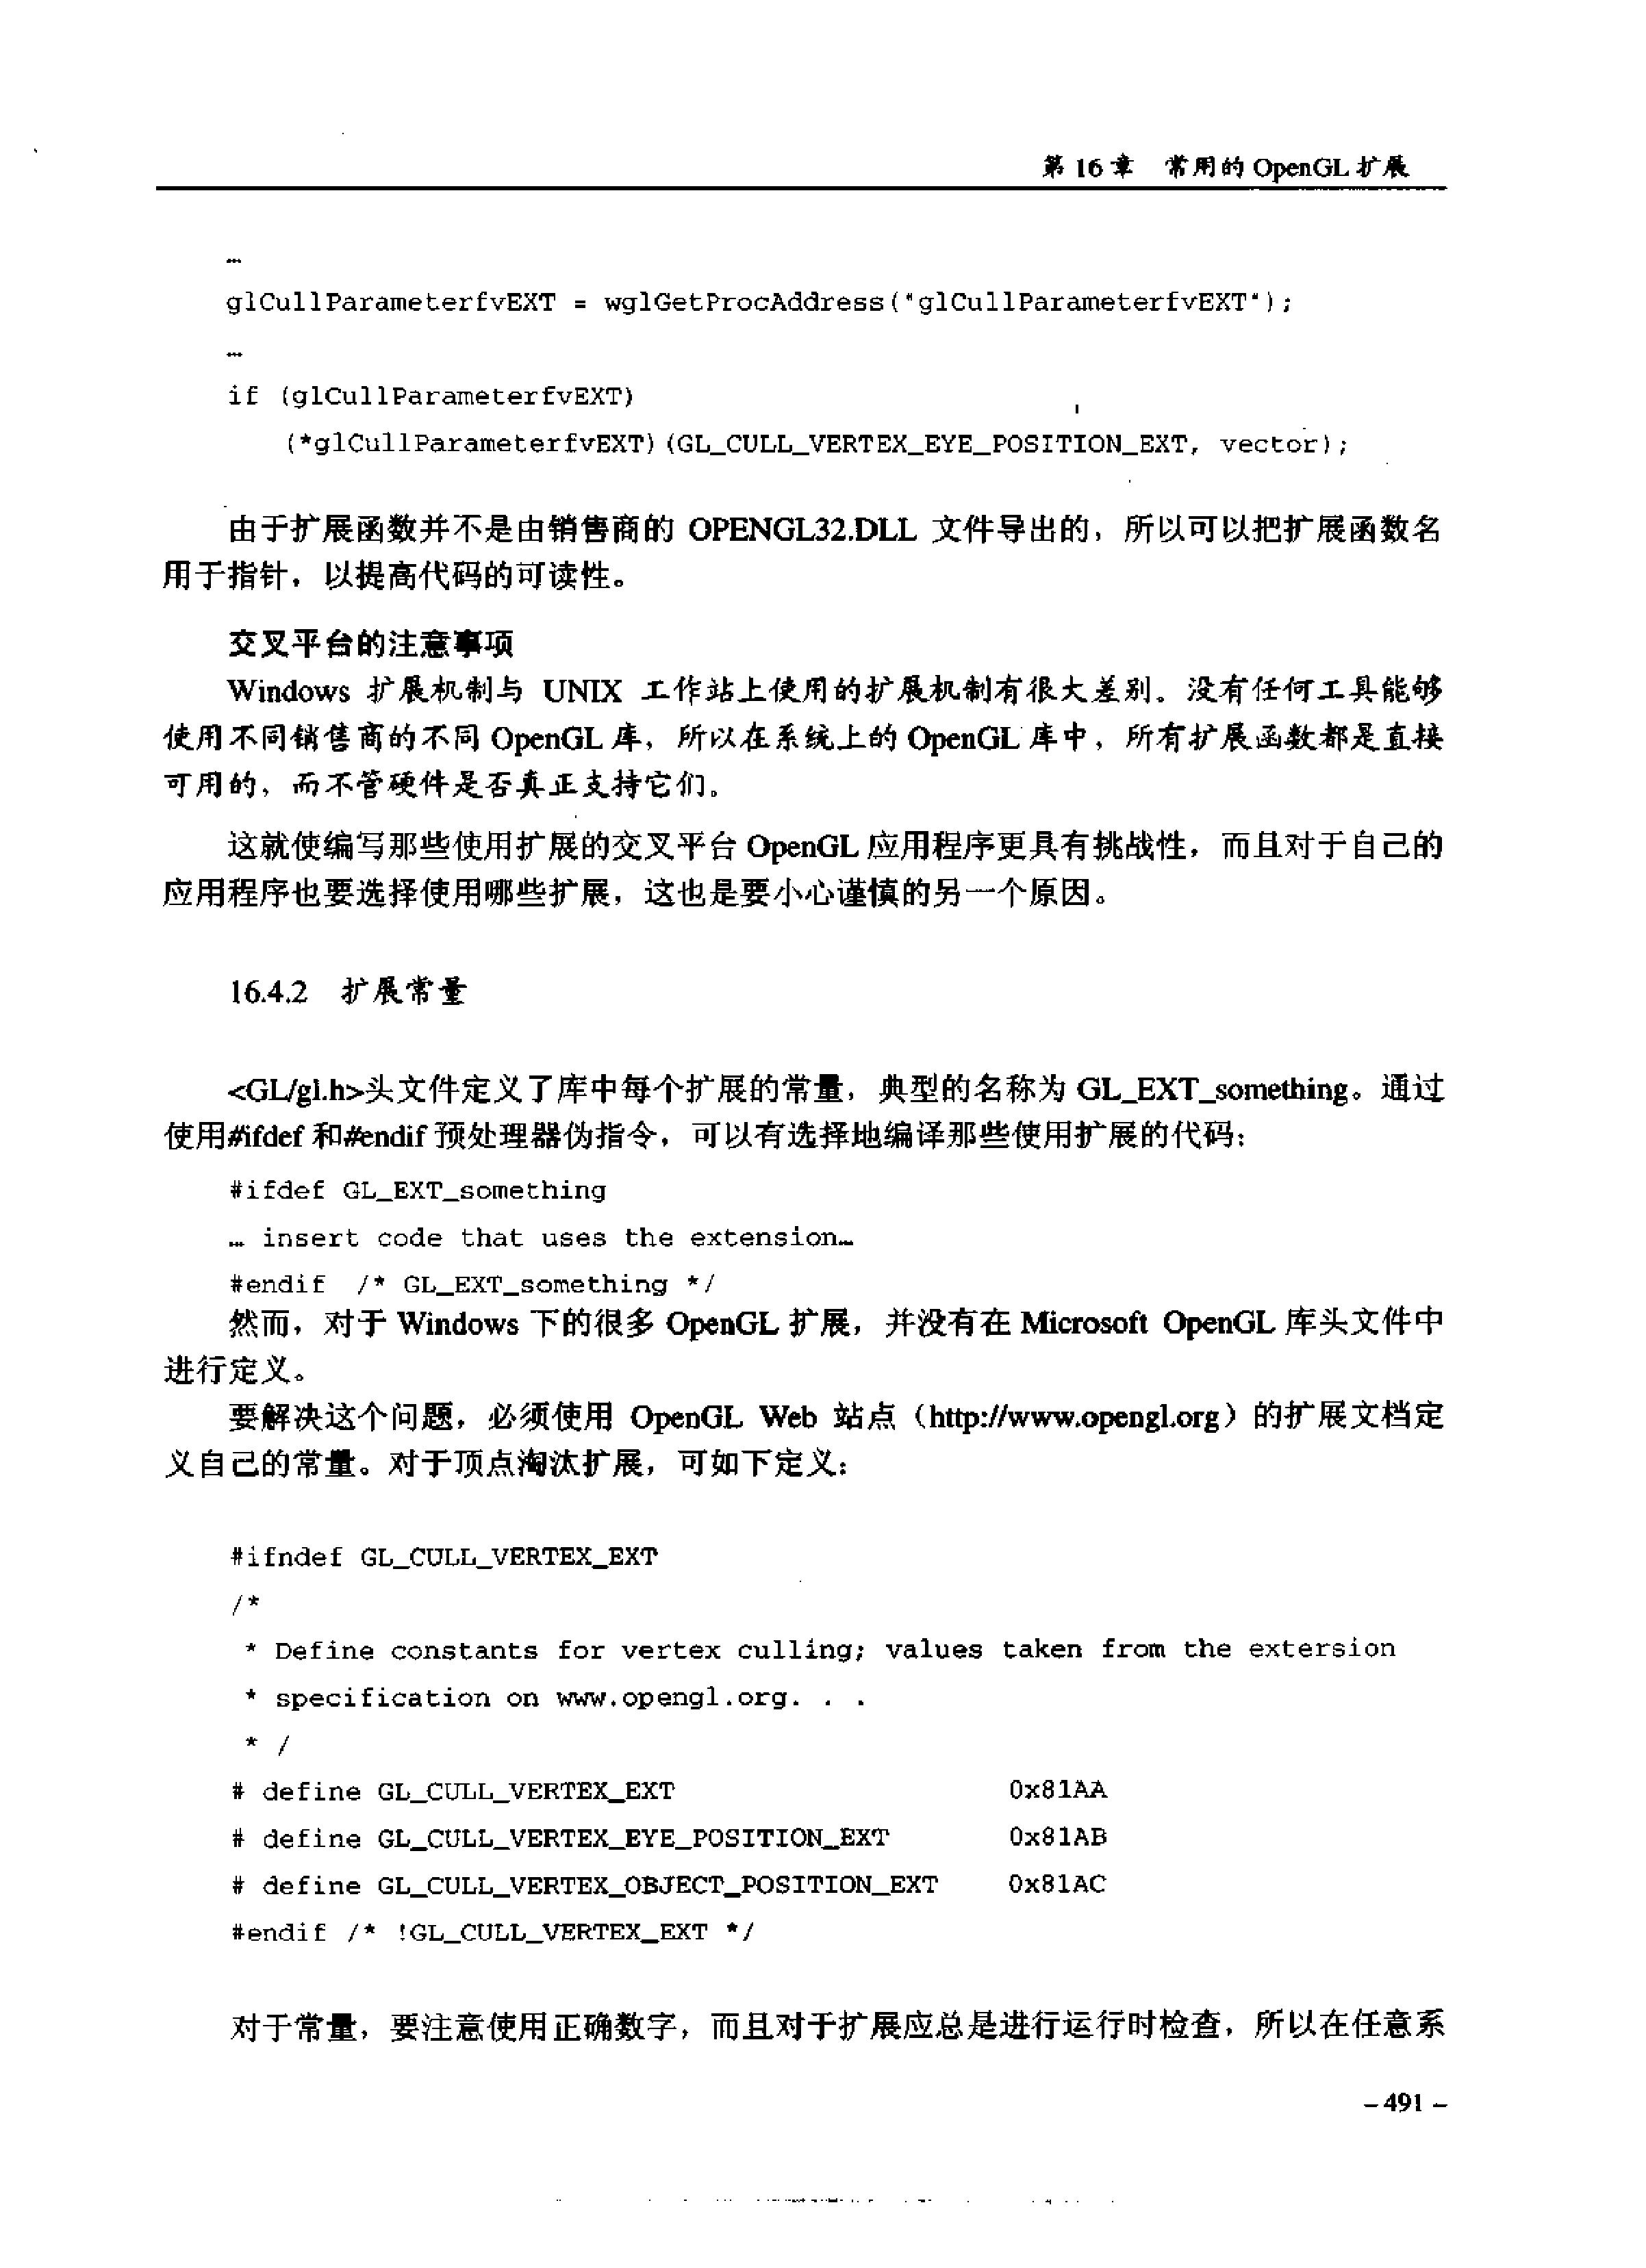 第 16 章 常用的 OpenGL 扩展
…
glCullParameterfvEXT = wglGetProcAddress("glCullParameterfvEXT");
…
if (glCullParameterfvEXT)
(*glCullParameterfvEXT)(GL_CULL_VERTEX_EYE_POSITION_EXT, vector);
由于扩展函数并不是由销售商的 OPENGL32.DLL 文件导出的，所以可以把扩展函数名
用于指针，以提高代码的可读性。
交叉平台的注意事项
Windows 扩展机制与 UNIX 工作站上使用的扩展机制有很大差别。没有任何工具能够
使用不同销售商的不同 OpenGL 库，所以在系统上的 OpenGL 库中，所有扩展函数都是直接
可用的，而不管硬件是否真正支持它们。
这就使编写那些使用扩展的交叉平台 OpenGL 应用程序更具有挑战性，而且对于自己的
应用程序也要选择使用哪些扩展，这也是要小心谨慎的另一个原因。
16.4.2 扩展常量
<GL/gl.h>头文件定义了库中每个扩展的常量，典型的名称为 GL_EXT_something。通过
使用#ifdef 和#endif 预处理器伪指令，可以有选择地编译那些使用扩展的代码：
#ifdef GL_EXT_something
… insert code that uses the extension…
#endif /* GL_EXT_something */
然而，对于 Windows 下的很多 OpenGL 扩展，并没有在 Microsoft OpenGL 库头文件中
进行定义。
要解决这个问题，必须使用 OpenGL Web 站点（http://www.opengl.org）的扩展文档定
义自己的常量。对于顶点淘汰扩展，可如下定义：
#ifndef GL_CULL_VERTEX_EXT
/*
* Define constants for vertex culling; values taken from the extersion
* specification on www.opengl.org. . .
* /
# define GL_CULL_VERTEX_EXT 0x81AA
# define GL_CULL_VERTEX_EYE_POSITION_EXT 0x81AB
# define GL_CULL_VERTEX_OBJECT_POSITION_EXT 0x81AC
#endif /* !GL_CULL_VERTEX_EXT */
对于常量，要注意使用正确数字，而且对于扩展应总是进行运行时检查，所以在任意系
– 491 –